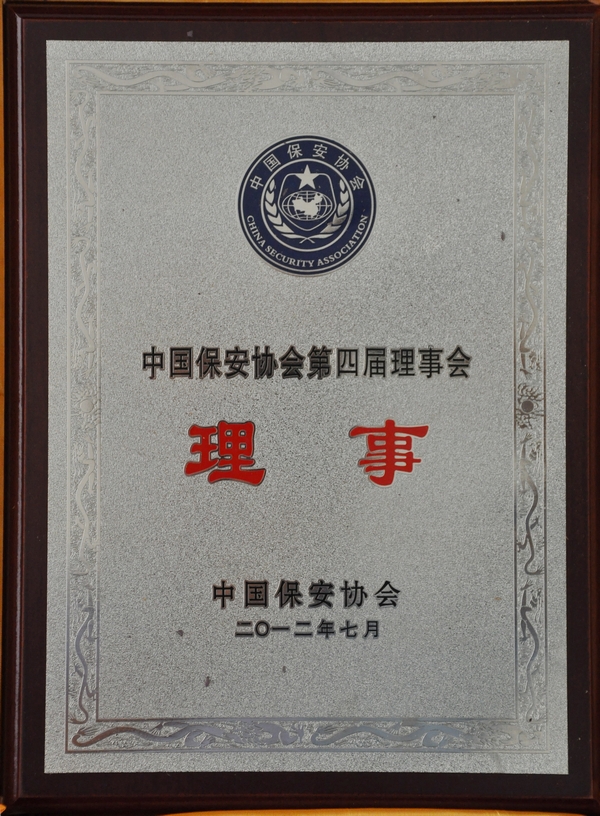 中国保安协会
CHINA SECURITY ASSOCIATION
中国保安协会第四届理事会
理 事
中国保安协会
二〇一二年七月